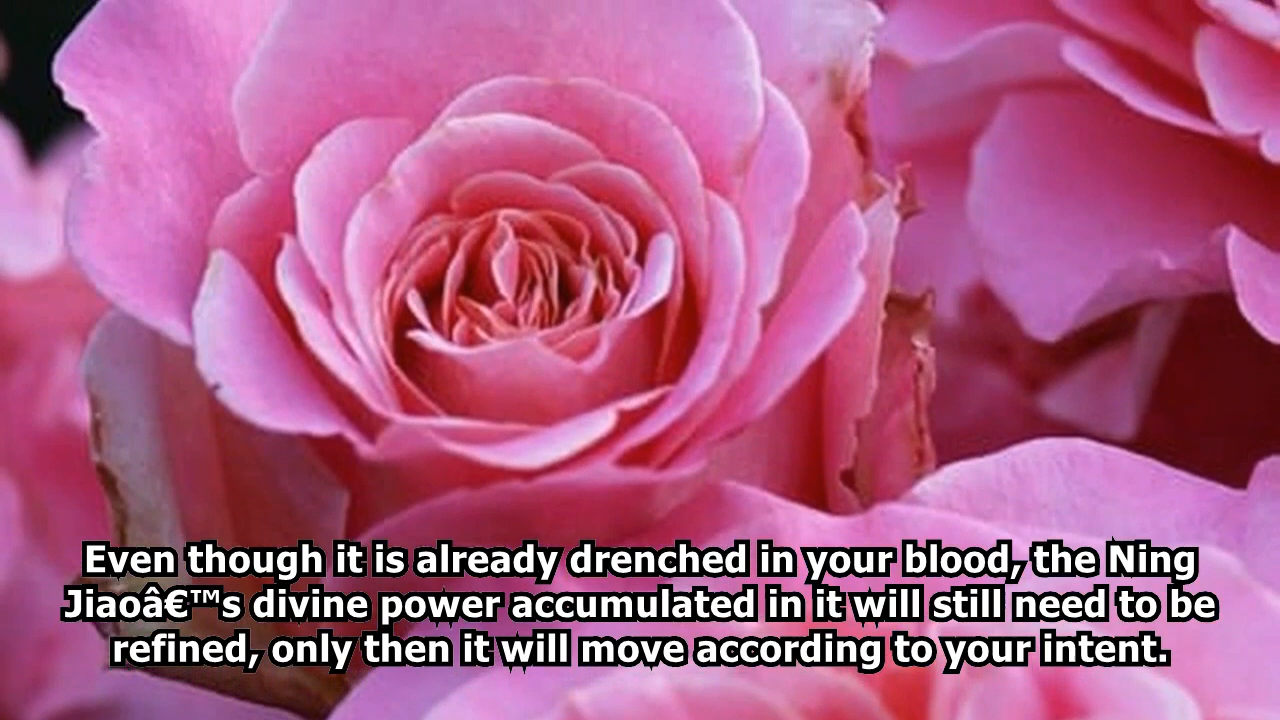 Even though it is already drenched in your blood, the Ning
Jiaoâ€™s divine power accumulated in it will still need to be
refined, only then it will move according to your intent.